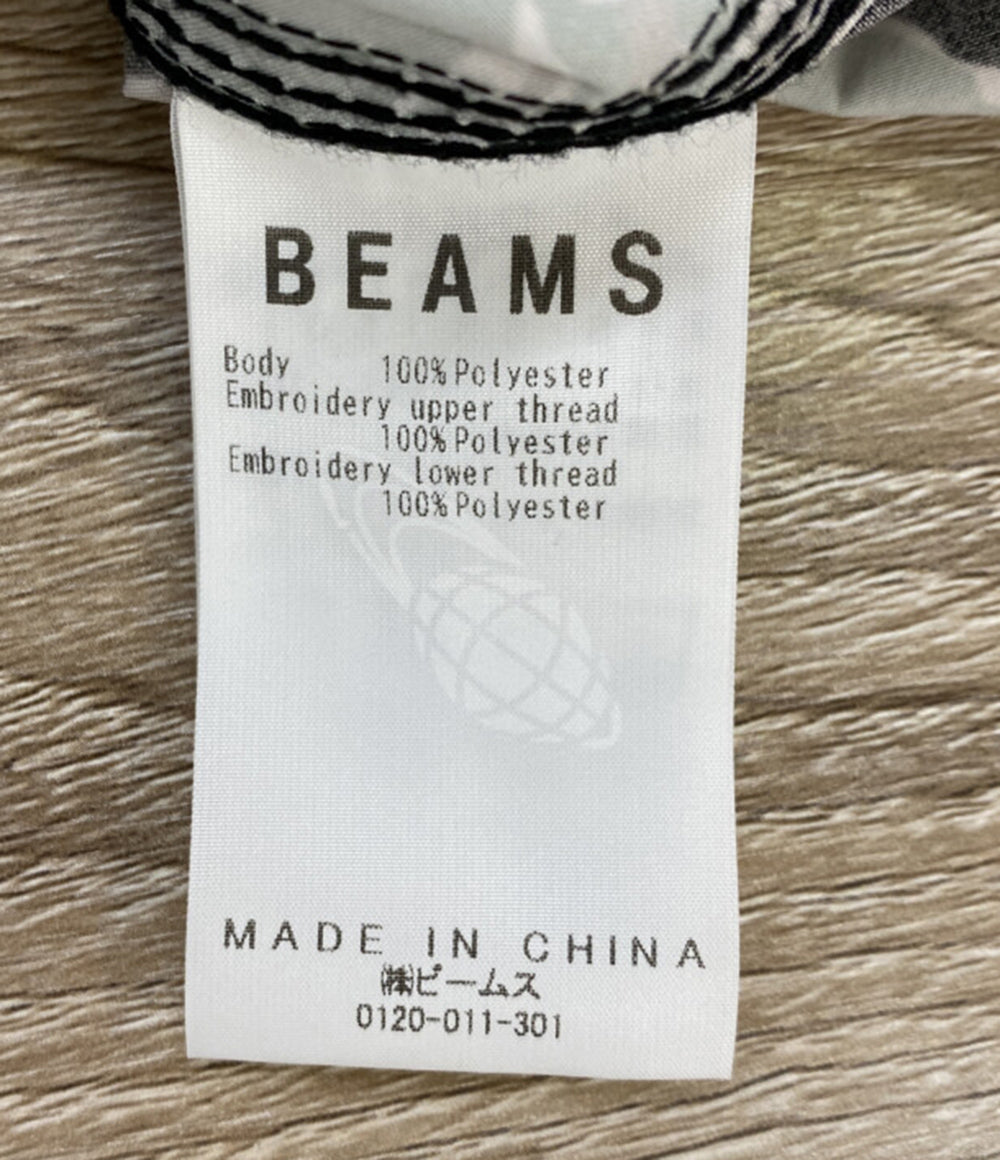 BEAMS
Body 100% Polyester
Embroidery upper thread
100% Polyester
Embroidery lower thread
100% Polyester
MADE IN CHINA
㈱ビームス
0120-011-301